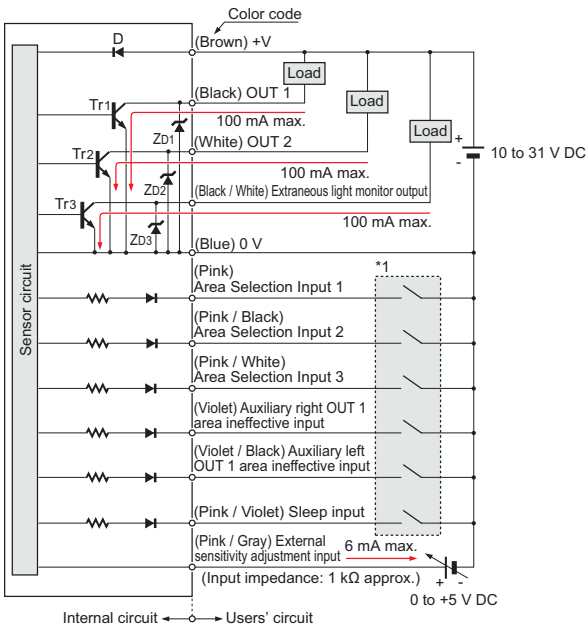 Color code
D
(Brown) +V
Load
(Black) OUT 1
Tr1
100 mA max.
Load
ZD1
(White) OUT 2
Load
+
-
10 to 31 V DC
Tr2
100 mA max.
ZD2
(Black / White) Extraneous light monitor output
Tr3
100 mA max.
ZD3
(Blue) 0 V
Sensor circuit
*1
(Pink)
Area Selection Input 1
(Pink / Black)
Area Selection Input 2
(Pink / White)
Area Selection Input 3
(Violet) Auxiliary right OUT 1
area ineffective input
(Violet / Black) Auxiliary left
OUT 1 area ineffective input
(Pink / Violet) Sleep input
(Pink / Gray) External
sensitivity adjustment input
6 mA max.
(Input impedance: 1 kΩ approx.)
+ -
0 to +5 V DC
Internal circuit
Users' circuit